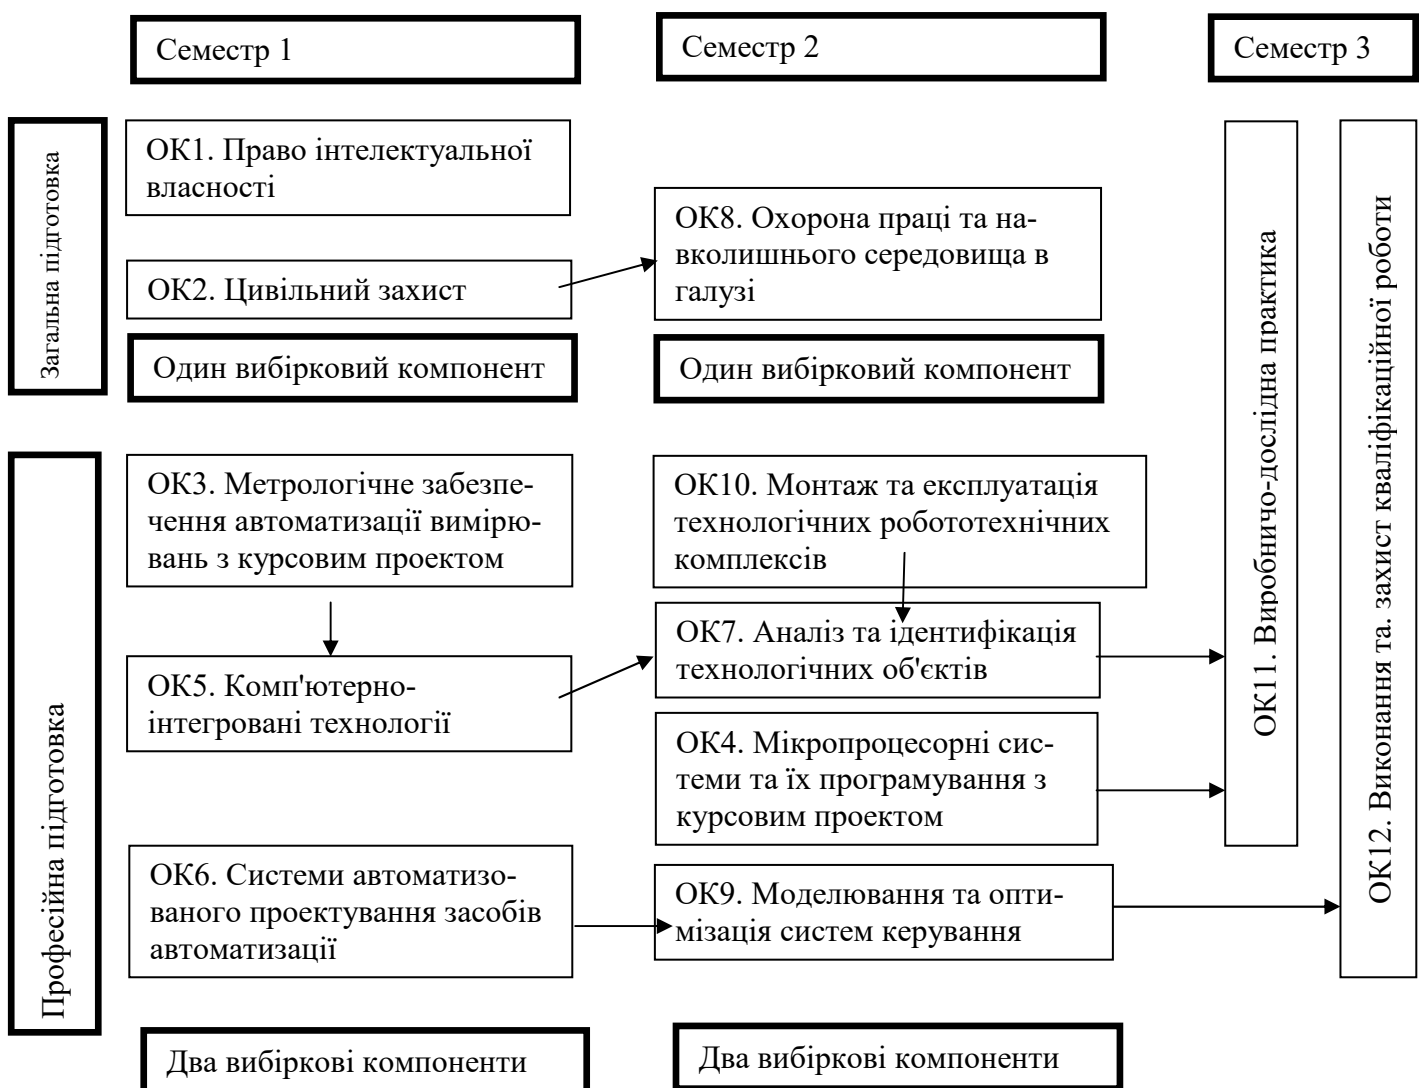 Семестр 1
Семестр 2
Семестр 3
Загальна підготовка
ОК1. Право інтелектуальної
власності
ОК2. Цивільний захист
Один вибірковий компонент
ОК8. Охорона праці та на-
вколишнього середовища в
галузі
Один вибірковий компонент
Професійна підготовка
ОК3. Метрологічне забезпе-
чення автоматизації вимірю-
вань з курсовим проектом
ОК5. Комп'ютерно-
інтегровані технології
ОК6. Системи автоматизо-
ваного проектування засобів
автоматизації
Два вибіркові компоненти
ОК10. Монтаж та експлуатація
технологічних робототехнічних
комплексів
ОК7. Аналіз та ідентифікація
технологічних об'єктів
ОК4. Мікропроцесорні сис-
теми та їх програмування з
курсовим проектом
ОК9. Моделювання та опти-
мізація систем керування
Два вибіркові компоненти
ОК11. Виробничо-дослідна практика
ОК12. Виконання та. захист кваліфікаційної роботи